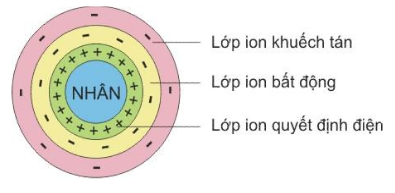 Lớp ion khuếch tán
Lớp ion bất động
NHÂN
Lớp ion quyết định điện